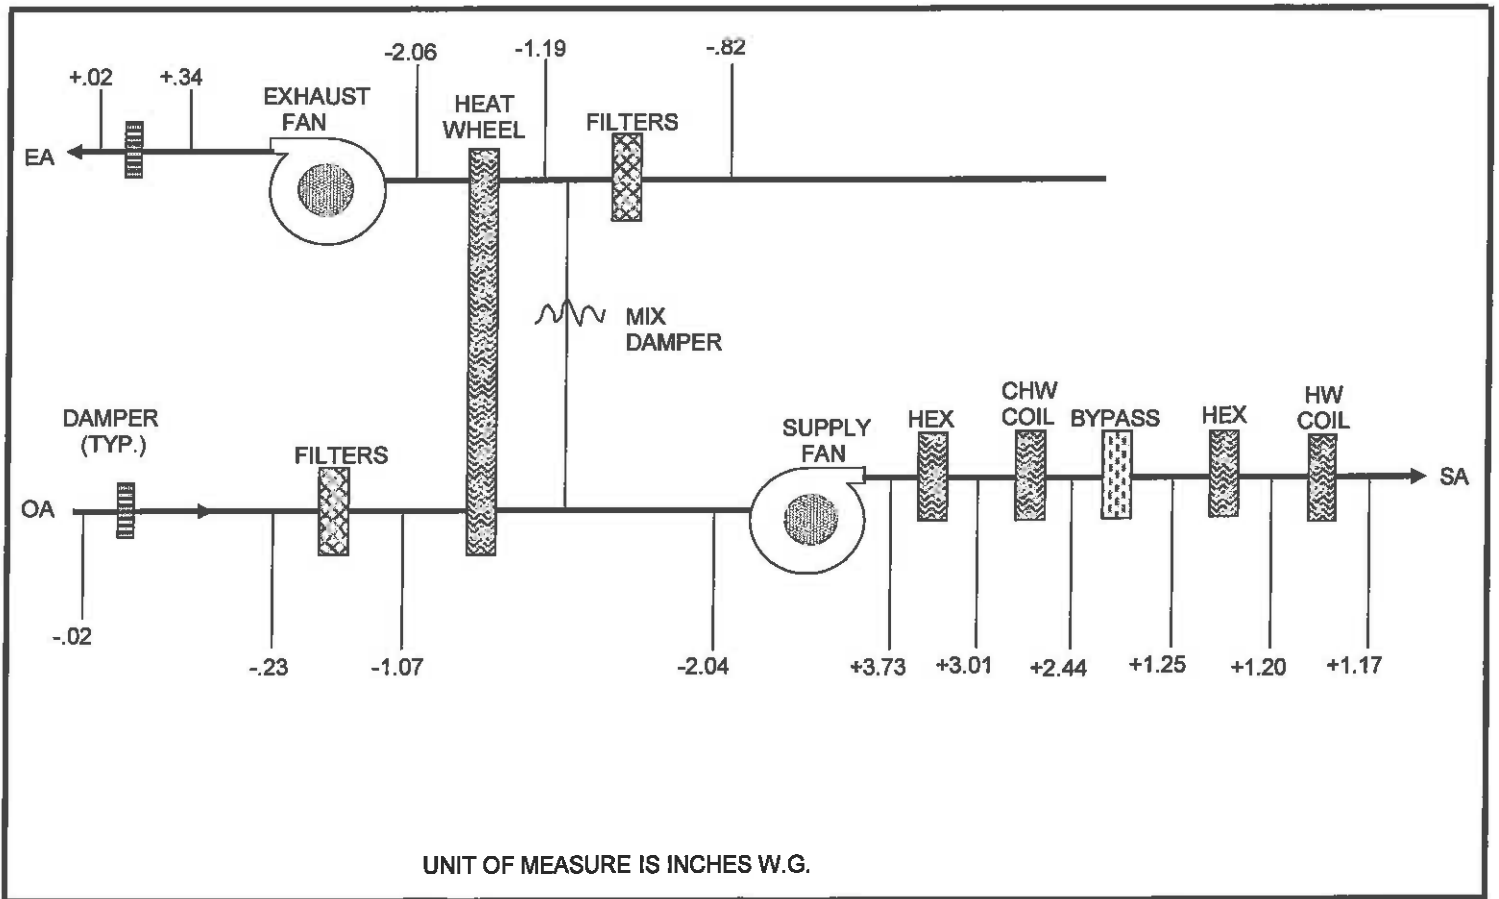 -2.06
-1.19
-.82
+.02
+.34
EXHAUST
FAN
HEAT
WHEEL
FILTERS
EA
MIX
DAMPER
DAMPER
(TYP.)
FILTERS
SUPPLY
FAN
HEX
CHW
COIL
BYPASS
HEX
HW
COIL
OA
SA
-.02
-.23
-1.07
-2.04
+3.73
+3.01
+2.44
+1.25
+1.20
+1.17
UNIT OF MEASURE IS INCHES W.G.